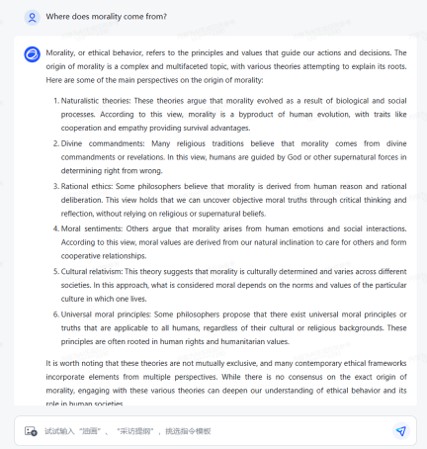 Where does morality come from?
Morality, or ethical behavior, refers to the principles and values that guide our actions and decisions. The
origin of morality is a complex and multifaceted topic, with various theories attempting to explain its roots.
Here are some of the main perspectives on the origin of morality:
1. Naturalistic theories: These theories argue that morality evolved as a result of biological and social
processes. According to this view, morality is a byproduct of human evolution, with traits like
cooperation and empathy providing survival advantages.
2. Divine commandments: Many religious traditions believe that morality comes from divine
commandments or revelations. In this view, humans are guided by God or other supernatural forces in
determining right from wrong.
3. Rational ethics: Some philosophers believe that morality is derived from human reason and rational
deliberation. This view holds that we can uncover objective moral truths through critical thinking and
reflection, without relying on religious or supernatural beliefs.
4. Moral sentiments: Others argue that morality arises from human emotions and social interactions.
According to this view, moral values are derived from our natural inclination to care for others and form
cooperative relationships.
5. Cultural relativism: This theory suggests that morality is culturally determined and varies across different
societies. In this approach, what is considered moral depends on the norms and values of the particular
culture in which one lives.
6. Universal moral principles: Some philosophers propose that there exist universal moral principles or
truths that are applicable to all humans, regardless of their cultural or religious backgrounds. These
principles are often rooted in human rights and humanitarian values.
It is worth noting that these theories are not mutually exclusive, and many contemporary ethical frameworks
incorporate elements from multiple perspectives. While there is no consensus on the exact origin of
morality, engaging with these various theories can deepen our understanding of ethical behavior and its
role in human societies.
试试输入 "油画"、 "采访提纲"，挑选指令模板